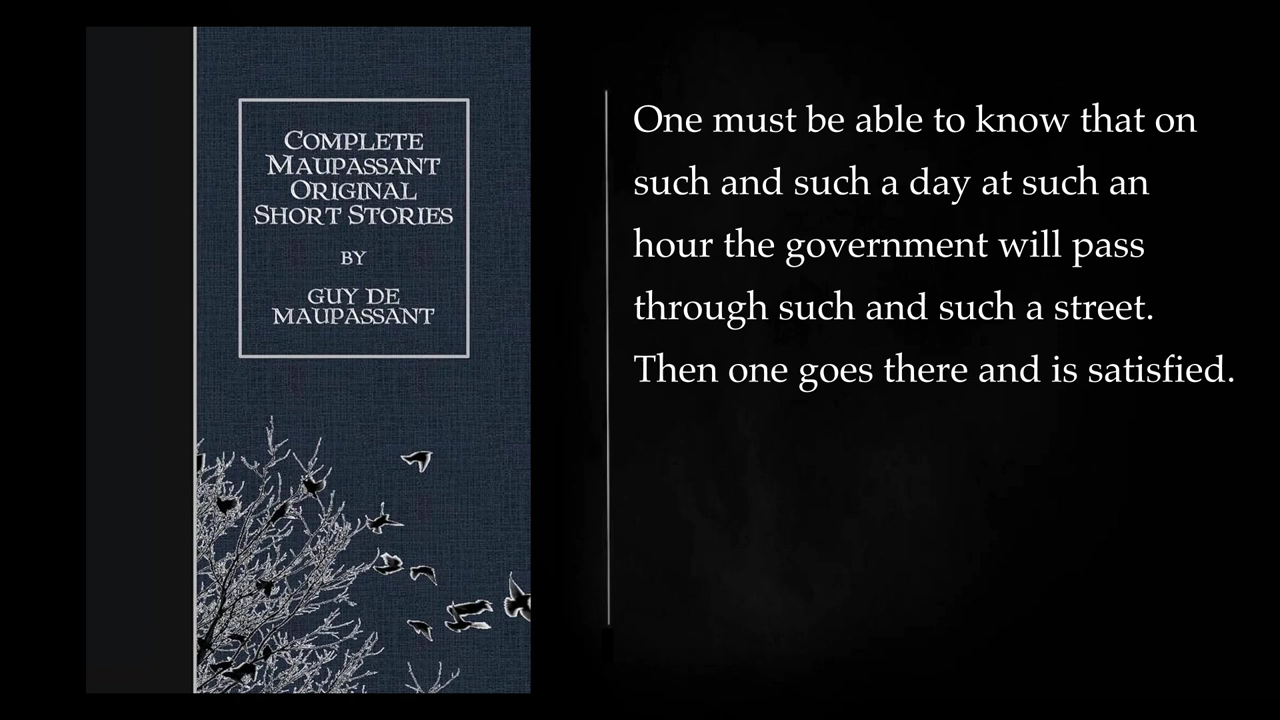 COMPLETE
MAUPASSANT
ORIGINAL
SHORT STORIES
BY
GUY DE
MAUPASSANT
One must be able to know that on
such and such a day at such an
hour the government will pass
through such and such a street.
Then one goes there and is satisfied.